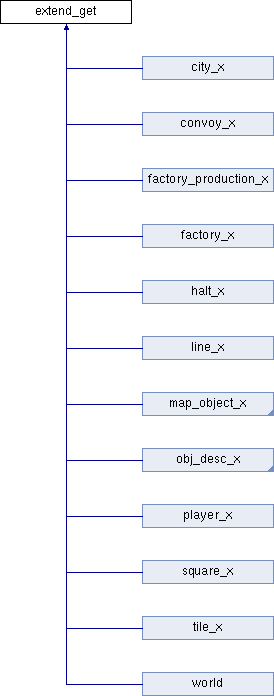 extend_get
city_x
convoy_x
factory_production_x
factory_x
halt_x
line_x
map_object_x
obj_desc_x
player_x
square_x
tile_x
world